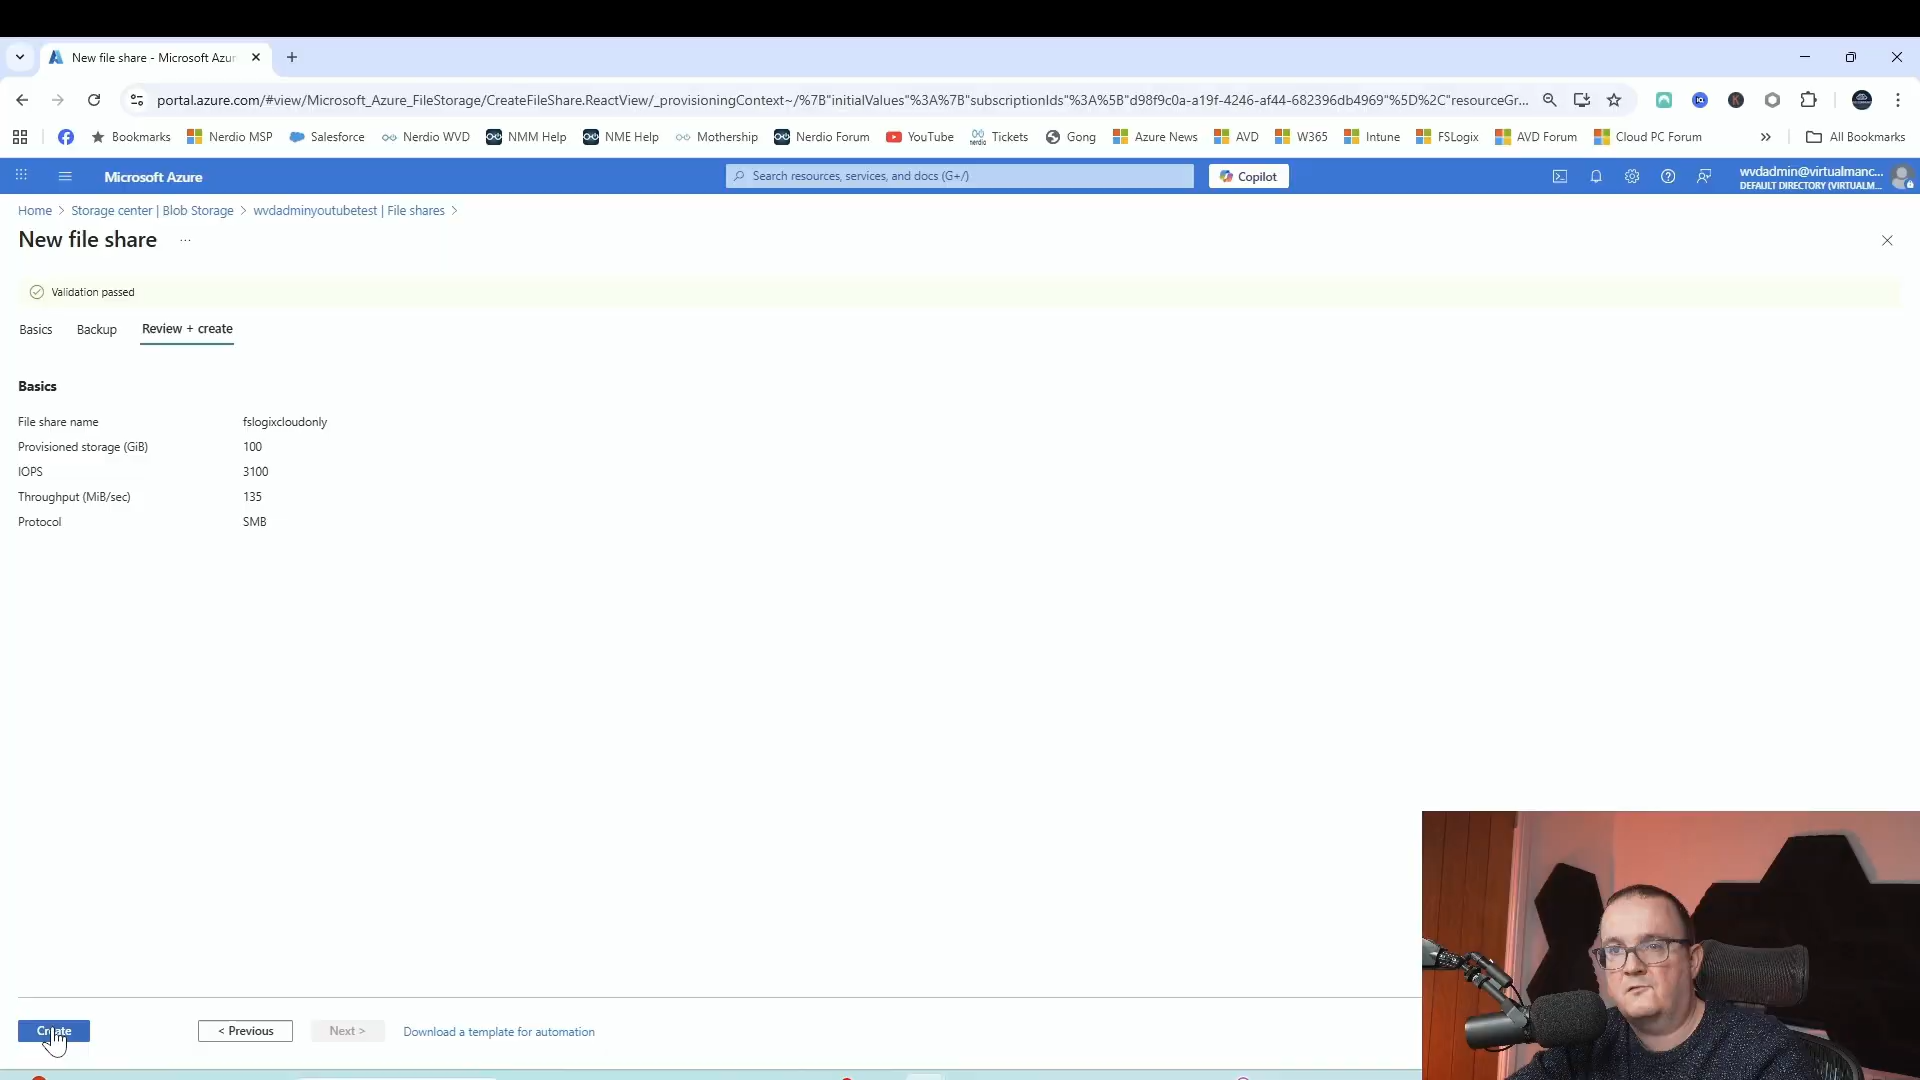 New file share - Microsoft Azur
portal.azure.com/#view/Microsoft_Azure_FileStorage/CreateFileShare.ReactView/_provisioningContext~/%7B"initialValues"%3A%7B"subscriptionIds"%3A%5B"d98f9c0a-a19f-4246-af44-682396db4969"%5D%2C"resourceGr...
Bookmarks Nerdio MSP Salesforce Nerdio WVD NMM Help NME Help Mothership Nerdio Forum YouTube Tickets Gong Azure News AVD W365 Intune FSLogix AVD Forum Cloud PC Forum » All Bookmarks
Microsoft Azure Search resources, services, and docs (G+/) Copilot wvdadmin@virtualmanc...
DEFAULT DIRECTORY (VIRTUALM...
Home > Storage center | Blob Storage > wvdadminyoutubetest | File shares >
New file share ...
Validation passed
Basics Backup Review + create
Basics
File share name fslogixcloudonly
Provisioned storage (GiB) 100
IOPS 3100
Throughput (MiB/sec) 135
Protocol SMB
Create < Previous Next > Download a template for automation